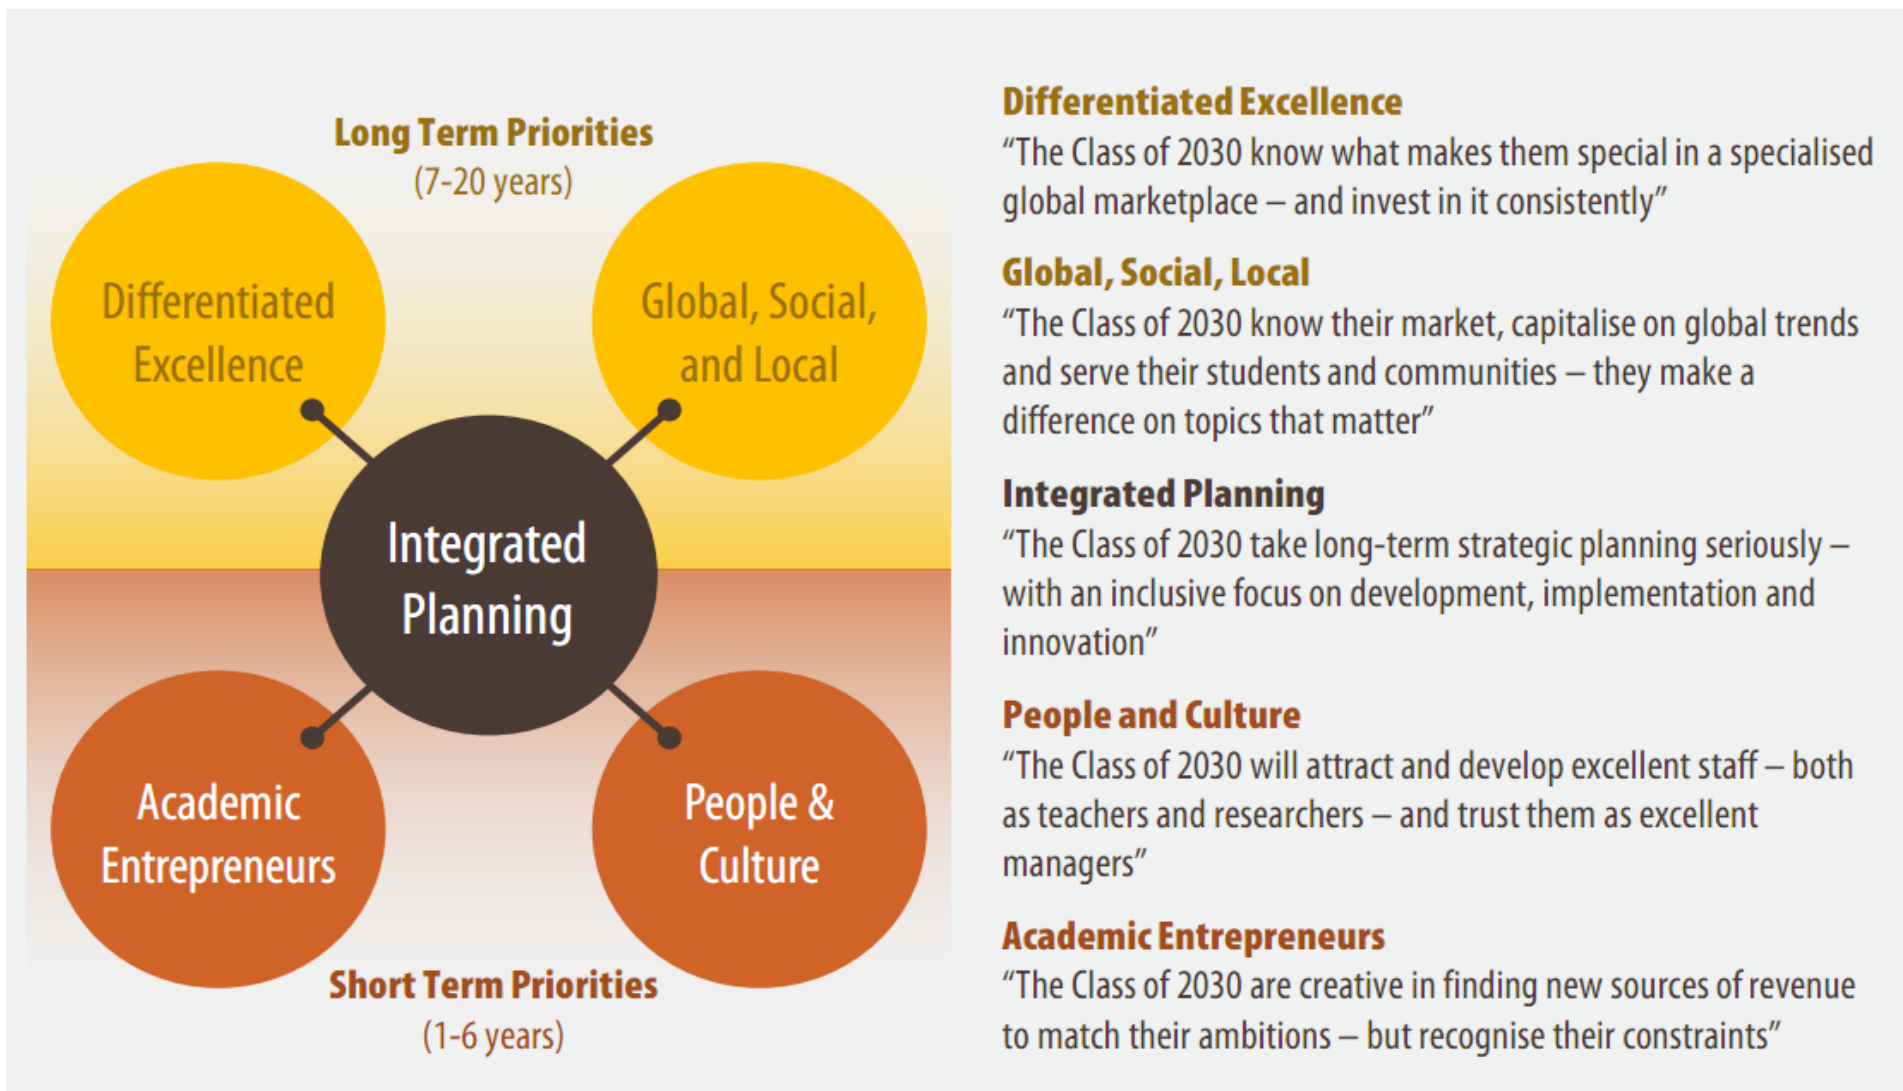 Long Term Priorities
(7-20 years)
Differentiated
Excellence
Global, Social,
and Local
Integrated
Planning
Academic
Entrepreneurs
People &
Culture
Short Term Priorities
(1-6 years)
Differentiated Excellence
“The Class of 2030 know what makes them special in a specialised
global marketplace – and invest in it consistently”
Global, Social, Local
“The Class of 2030 know their market, capitalise on global trends
and serve their students and communities – they make a
difference on topics that matter”
Integrated Planning
“The Class of 2030 take long-term strategic planning seriously –
with an inclusive focus on development, implementation and
innovation”
People and Culture
“The Class of 2030 will attract and develop excellent staff – both
as teachers and researchers – and trust them as excellent
managers”
Academic Entrepreneurs
“The Class of 2030 are creative in finding new sources of revenue
to match their ambitions – but recognise their constraints”